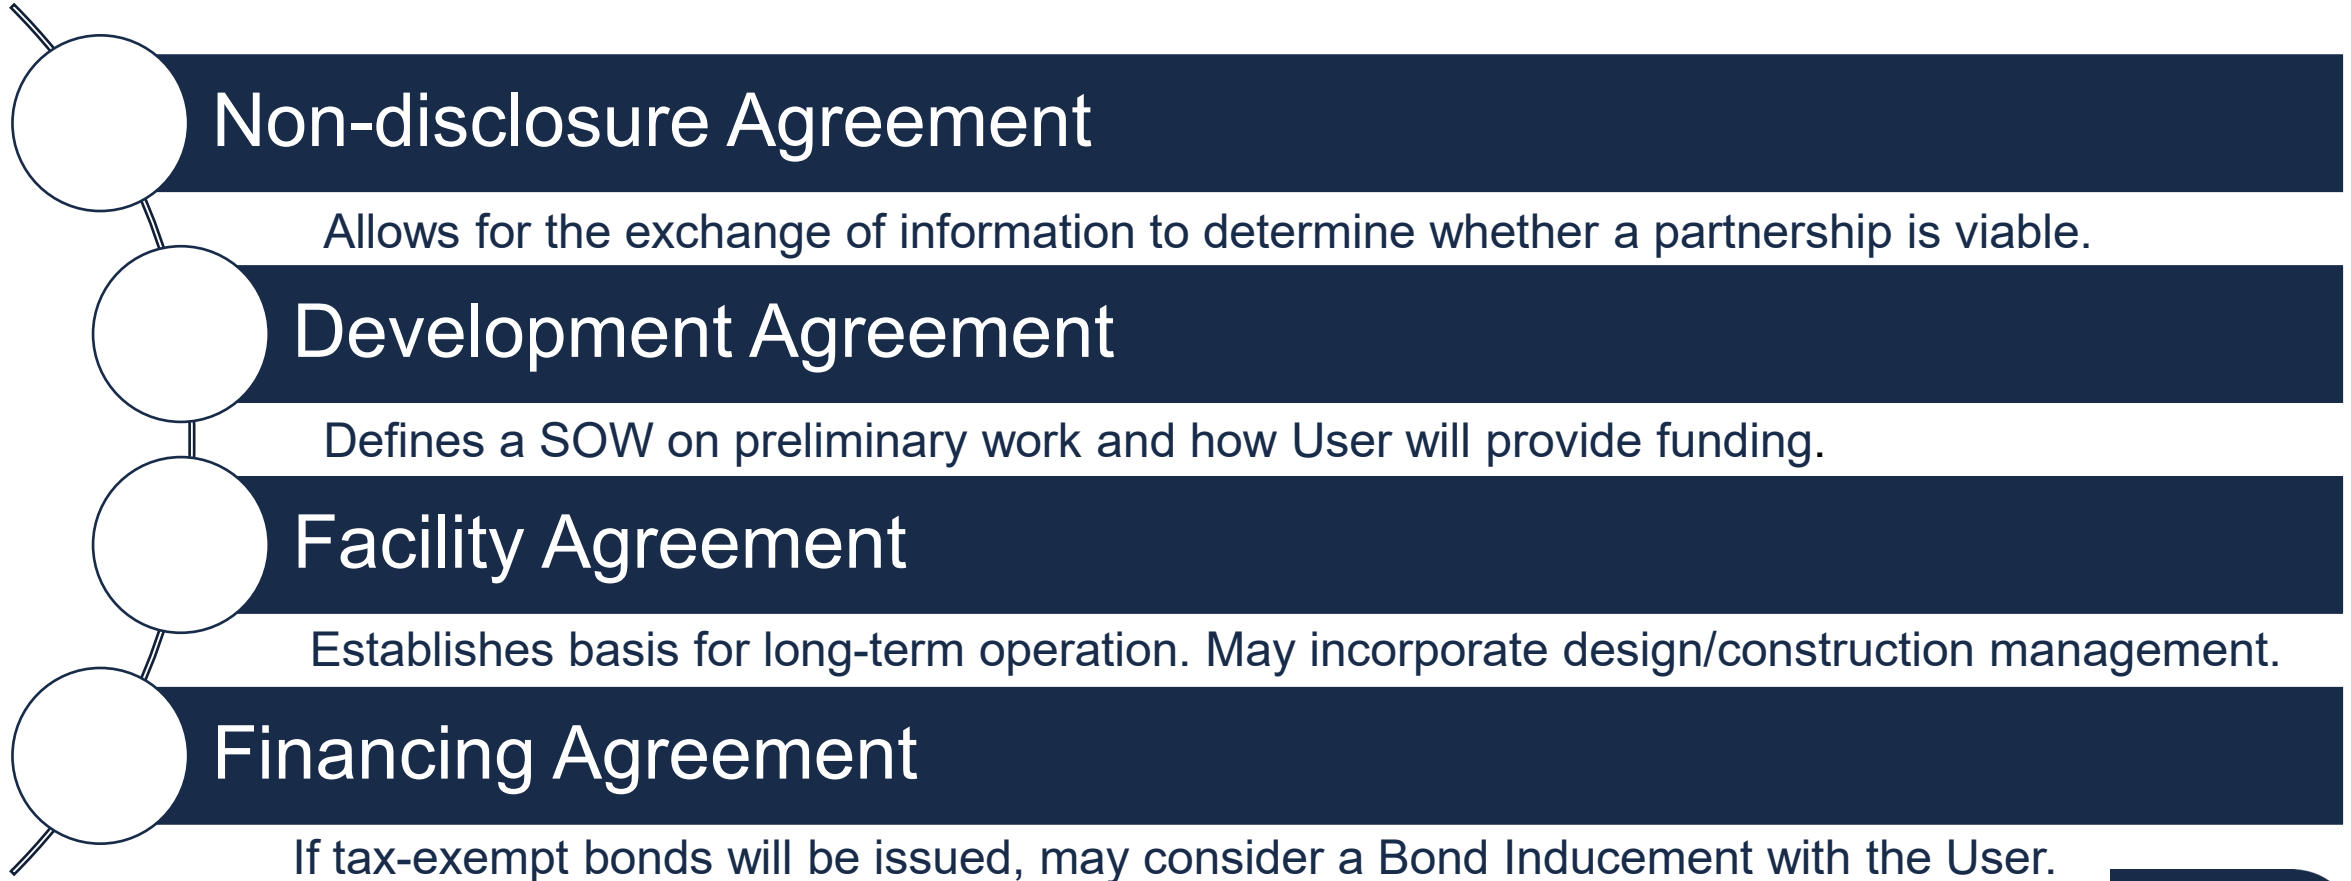 Non-disclosure Agreement
Allows for the exchange of information to determine whether a partnership is viable.
Development Agreement
Defines a SOW on preliminary work and how User will provide funding.
Facility Agreement
Establishes basis for long-term operation. May incorporate design/construction management.
Financing Agreement
If tax-exempt bonds will be issued, may consider a Bond Inducement with the User.